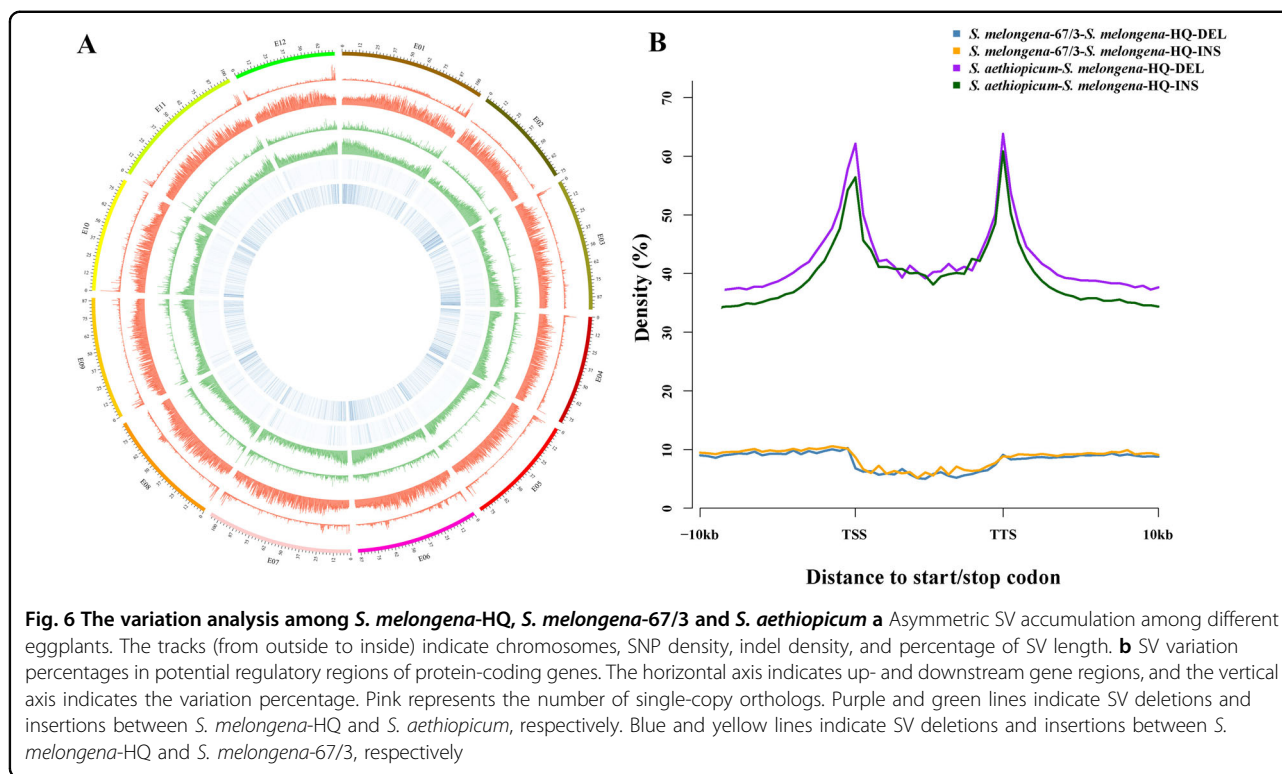 A
E01
E02
E03
E04
E05
E06
E07
E08
E09
E10
E11
E12
B
S. melongena-67/3-S. melongena-HQ-DEL
S. melongena-67/3-S. melongena-HQ-INS
S. aethiopicum-S. melongena-HQ-DEL
S. aethiopicum-S. melongena-HQ-INS
Density (%)
70
60
50
40
30
20
10
0
−10kb
TSS
TTS
10kb
Distance to start/stop codon
Fig. 6 The variation analysis among S. melongena-HQ, S. melongena-67/3 and S. aethiopicum a Asymmetric SV accumulation among different
eggplants. The tracks (from outside to inside) indicate chromosomes, SNP density, indel density, and percentage of SV length. b SV variation
percentages in potential regulatory regions of protein-coding genes. The horizontal axis indicates up- and downstream gene regions, and the vertical
axis indicates the variation percentage. Pink represents the number of single-copy orthologs. Purple and green lines indicate SV deletions and
insertions between S. melongena-HQ and S. aethiopicum, respectively. Blue and yellow lines indicate SV deletions and insertions between S.
melongena-HQ and S. melongena-67/3, respectively